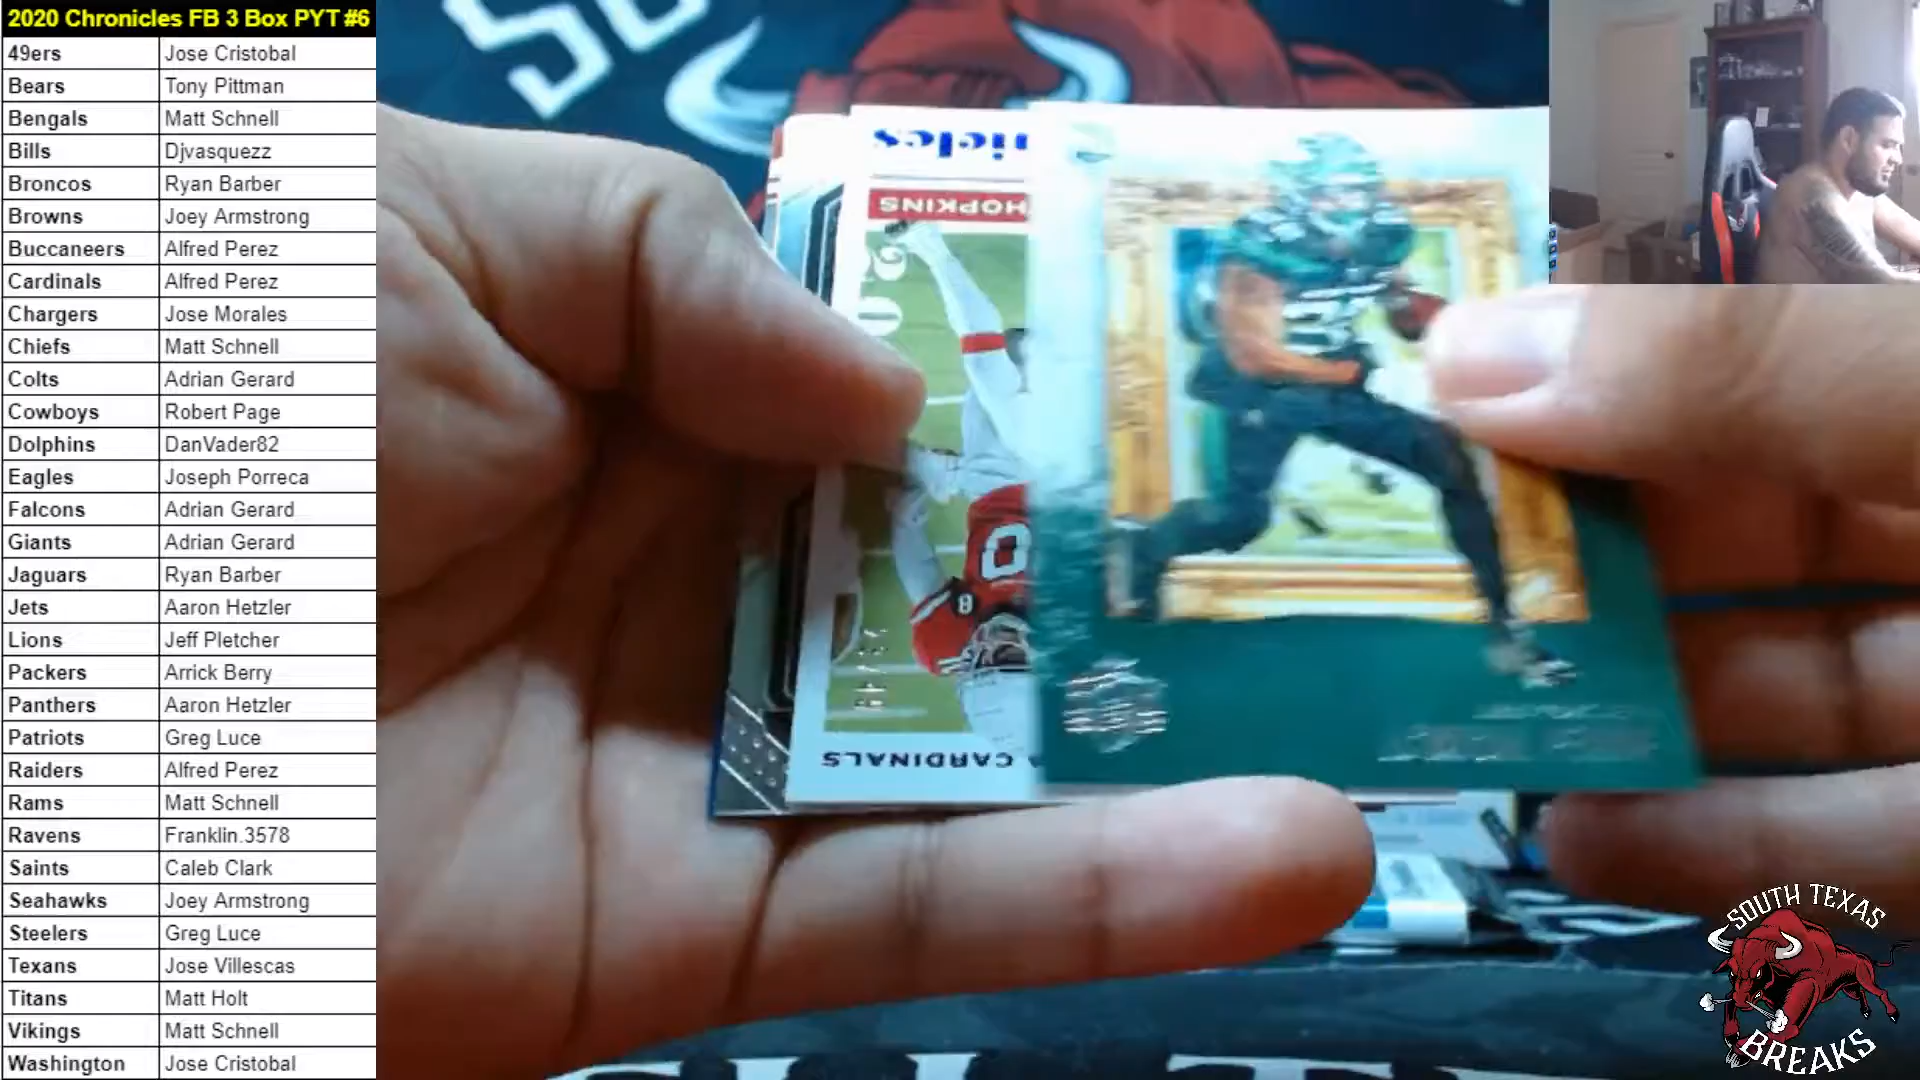 2020 Chronicles FB 3 Box PYT #6
49ers Jose Cristobal
Bears Tony Pittman
Bengals Matt Schnell
Bills Djvasquezz
Broncos Ryan Barber
Browns Joey Armstrong
Buccaneers Alfred Perez
Cardinals Alfred Perez
Chargers Jose Morales
Chiefs Matt Schnell
Colts Adrian Gerard
Cowboys Robert Page
Dolphins DanVader82
Eagles Joseph Porreca
Falcons Adrian Gerard
Giants Adrian Gerard
Jaguars Ryan Barber
Jets Aaron Hetzler
Lions Jeff Pletcher
Packers Arrick Berry
Panthers Aaron Hetzler
Patriots Greg Luce
Raiders Alfred Perez
Rams Matt Schnell
Ravens Franklin.3578
Saints Caleb Clark
Seahawks Joey Armstrong
Steelers Greg Luce
Texans Jose Villescas
Titans Matt Holt
Vikings Matt Schnell
Washington Jose Cristobal
HOPKINS
CARDINALS
SOUTH TEXAS
BREAKS